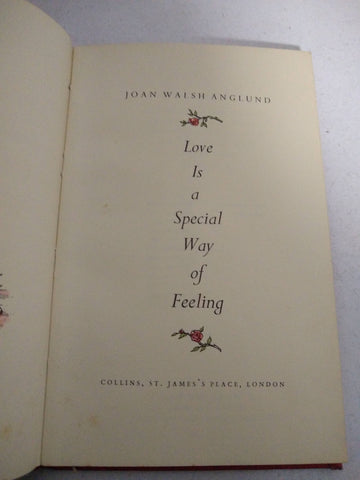 JOAN WALSH ANGLUND
Love
Is
a
Special
Way
of
Feeling
COLLINS, ST. JAMES'S PLACE, LONDON